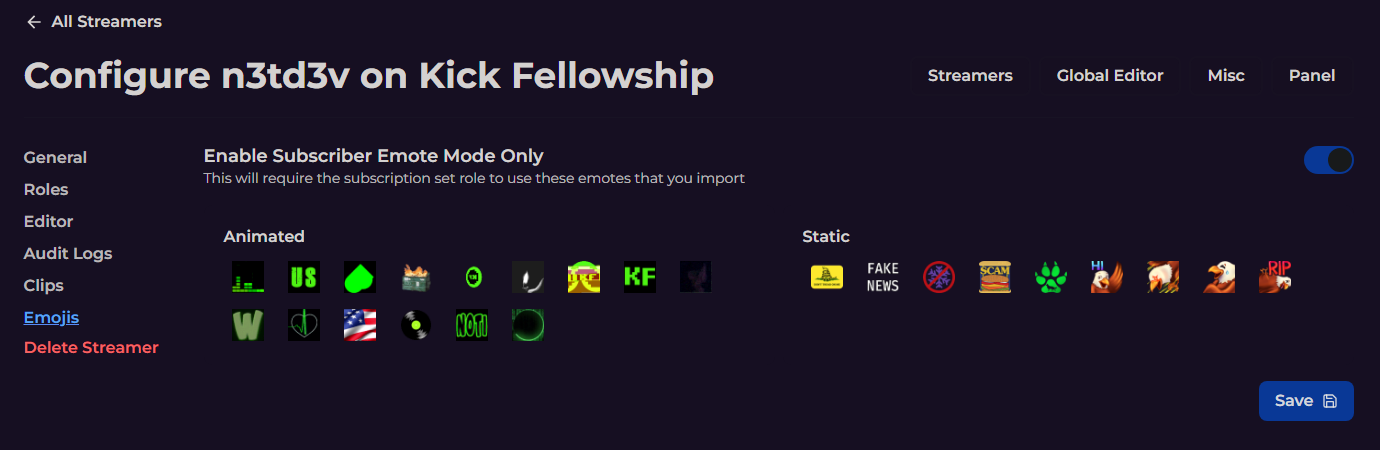 All Streamers
Configure n3td3v on Kick Fellowship
Streamers
Global Editor
Misc
Panel
General
Roles
Editor
Audit Logs
Clips
Emojis
Delete Streamer
Enable Subscriber Emote Mode Only
This will require the subscription set role to use these emotes that you import
Animated
US
KF
W
NOTI
Static
FAKE
NEWS
SCAM
HI
RIP
Save